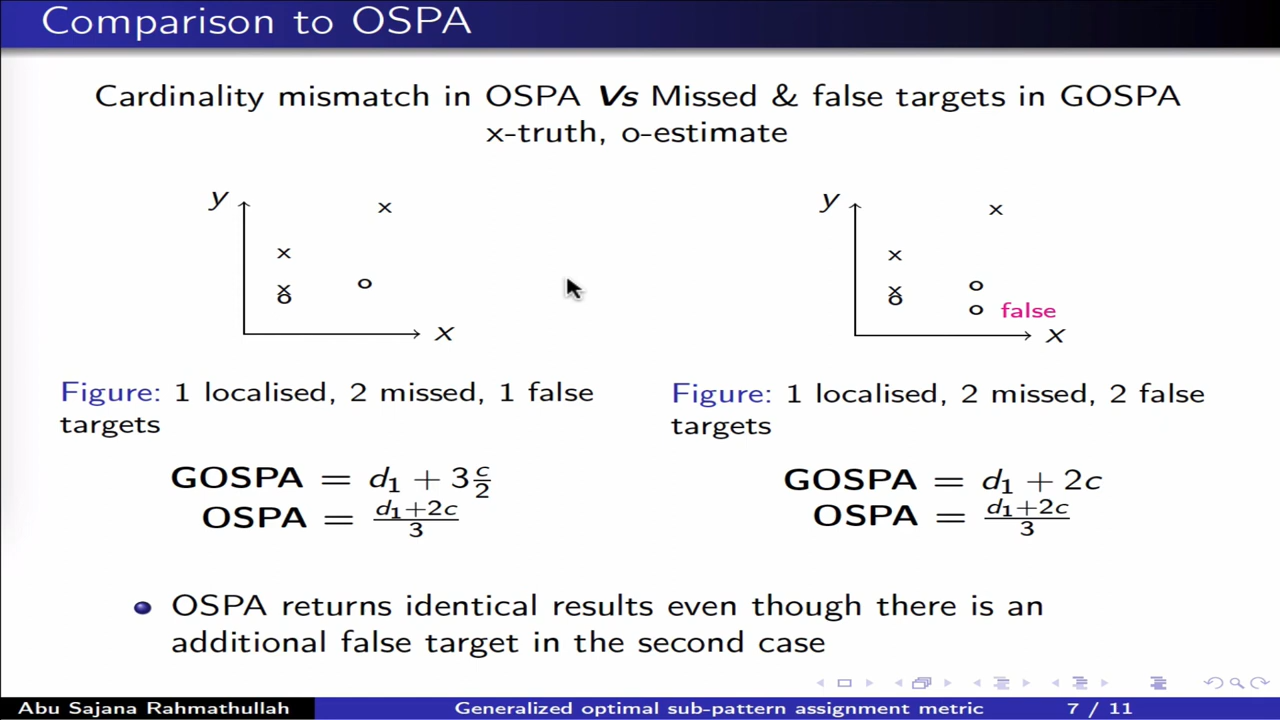 Comparison to OSPA
Cardinality mismatch in OSPA Vs Missed & false targets in GOSPA
x-truth, o-estimate
y
x
x
x
o
o
x
Figure: 1 localised, 2 missed, 1 false
targets
GOSPA = d₁ + 3 c/2
OSPA = (d₁+2c)/3
y
x
x
x
o
o
o
false
x
Figure: 1 localised, 2 missed, 2 false
targets
GOSPA = d₁ + 2c
OSPA = (d₁+2c)/3
OSPA returns identical results even though there is an
additional false target in the second case
Abu Sajana Rahmathullah
Generalized optimal sub-pattern assignment metric
7 / 11